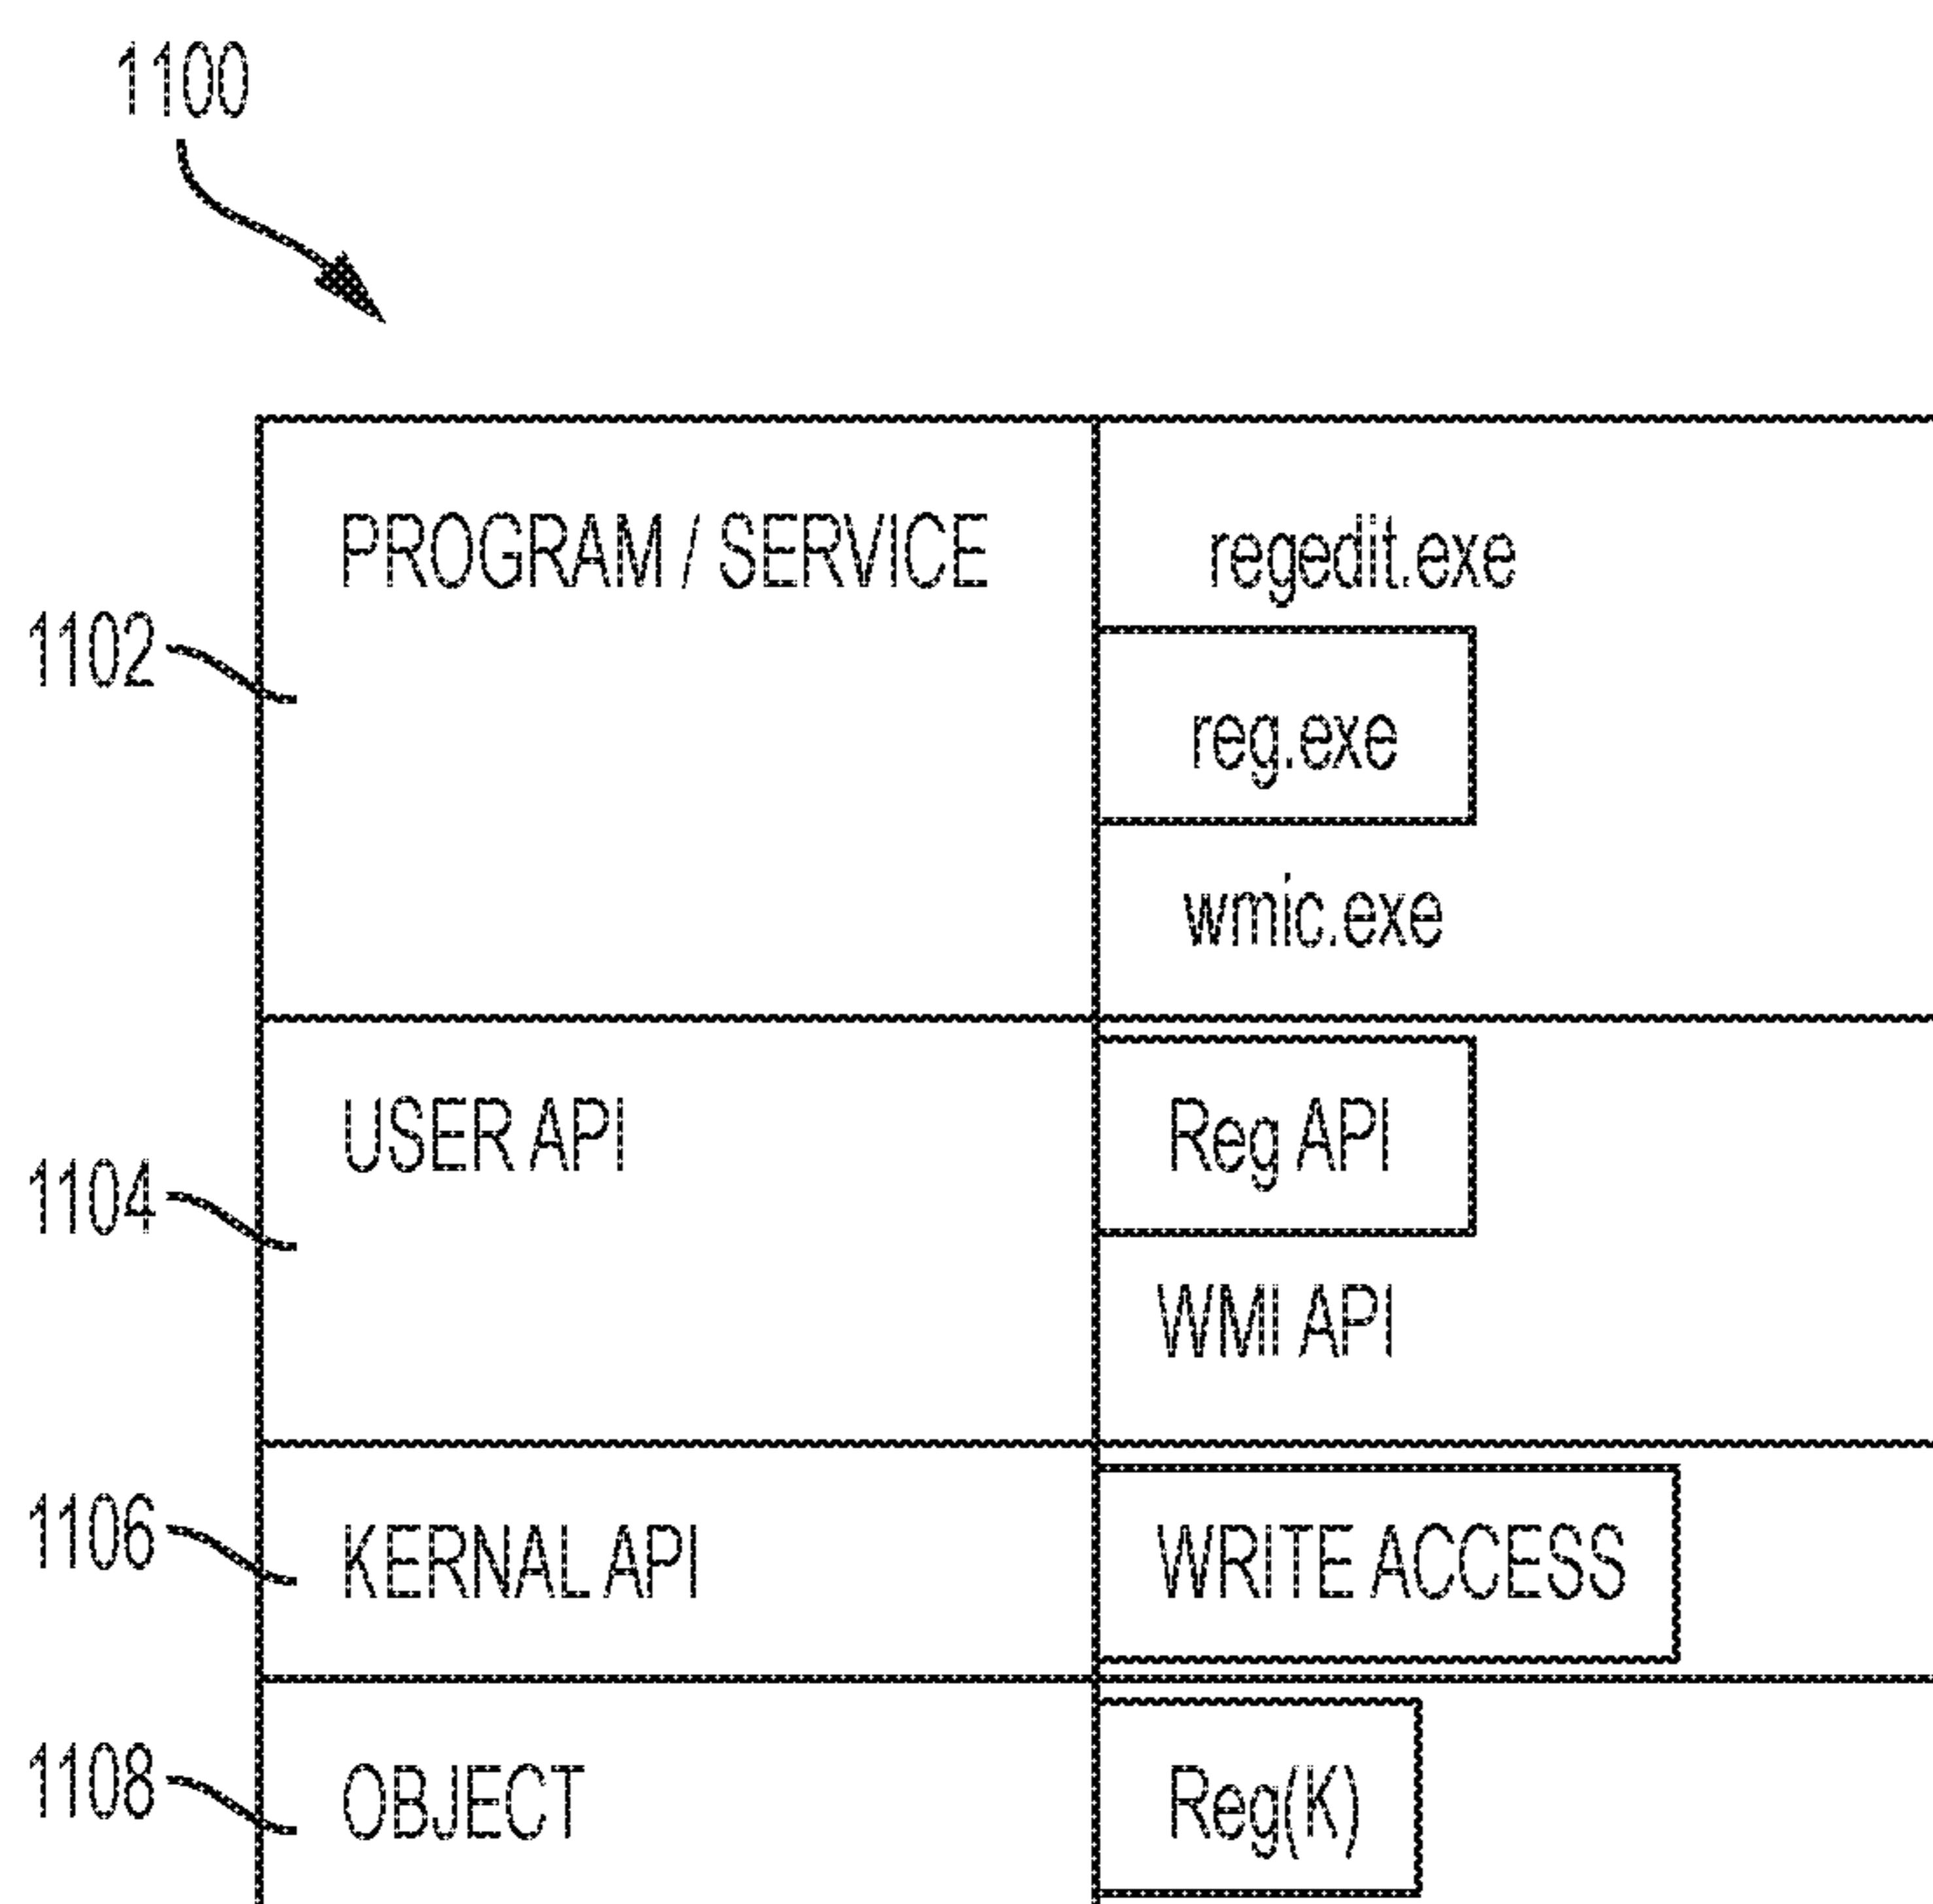 1100
PROGRAM / SERVICE
regedit.exe
1102
reg.exe
wmic.exe
USER API
Reg API
1104
WMI API
1106
KERNAL API
WRITE ACCESS
1108
OBJECT
Reg(K)